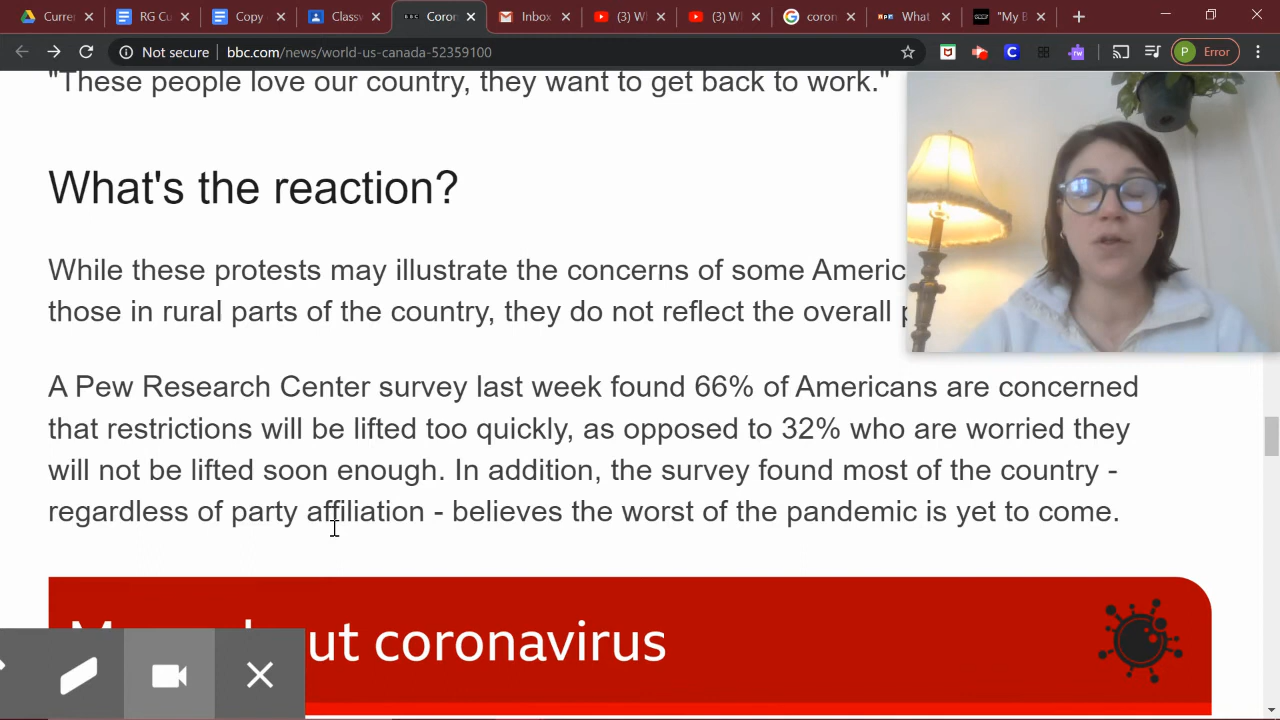 Curre
RG Cu
Copy
Classw
BBC
Coron
Inbox
(3) W
(3) W
coron
npr
What
"My B
Not secure
bbc.com/news/world-us-canada-52359100
P
Error
"These people love our country, they want to get back to work."
What's the reaction?
While these protests may illustrate the concerns of some Americ
those in rural parts of the country, they do not reflect the overall
A Pew Research Center survey last week found 66% of Americans are concerned
that restrictions will be lifted too quickly, as opposed to 32% who are worried they
will not be lifted soon enough. In addition, the survey found most of the country -
regardless of party affiliation - believes the worst of the pandemic is yet to come.
ut coronavirus